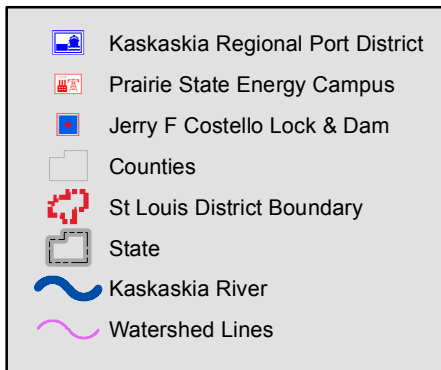 Kaskaskia Regional Port District
Prairie State Energy Campus
Jerry F Costello Lock & Dam
Counties
St Louis District Boundary
State
Kaskaskia River
Watershed Lines